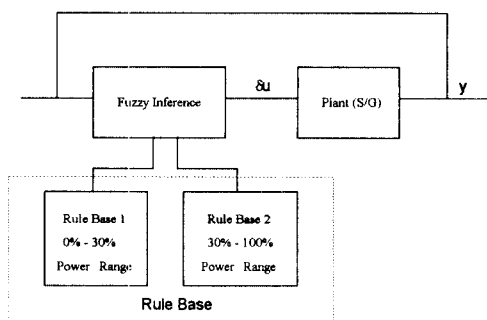 Fuzzy Inference
δu
Plant (S/G)
y
Rule Base 1
0% - 30%
Power Range
Rule Base 2
30% - 100%
Power Range
Rule Base